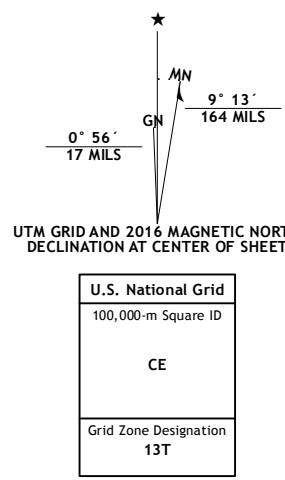 ★
MN
GN
9° 13´
164 MILS
0° 56´
17 MILS
UTM GRID AND 2016 MAGNETIC NORT
DECLINATION AT CENTER OF SHEET
U.S. National Grid
100,000-m Square ID
CE
Grid Zone Designation
13T